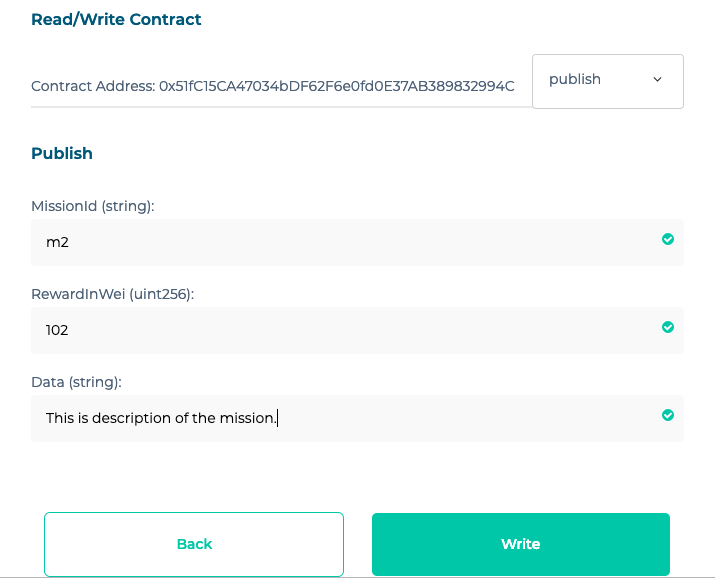 Read/Write Contract
Contract Address: 0x51fC15CA47034bDF62F6e0fd0E37AB389832994C
publish
Publish
MissionId (string):
m2
RewardInWei (uint256):
102
Data (string):
This is description of the mission.
Back
Write